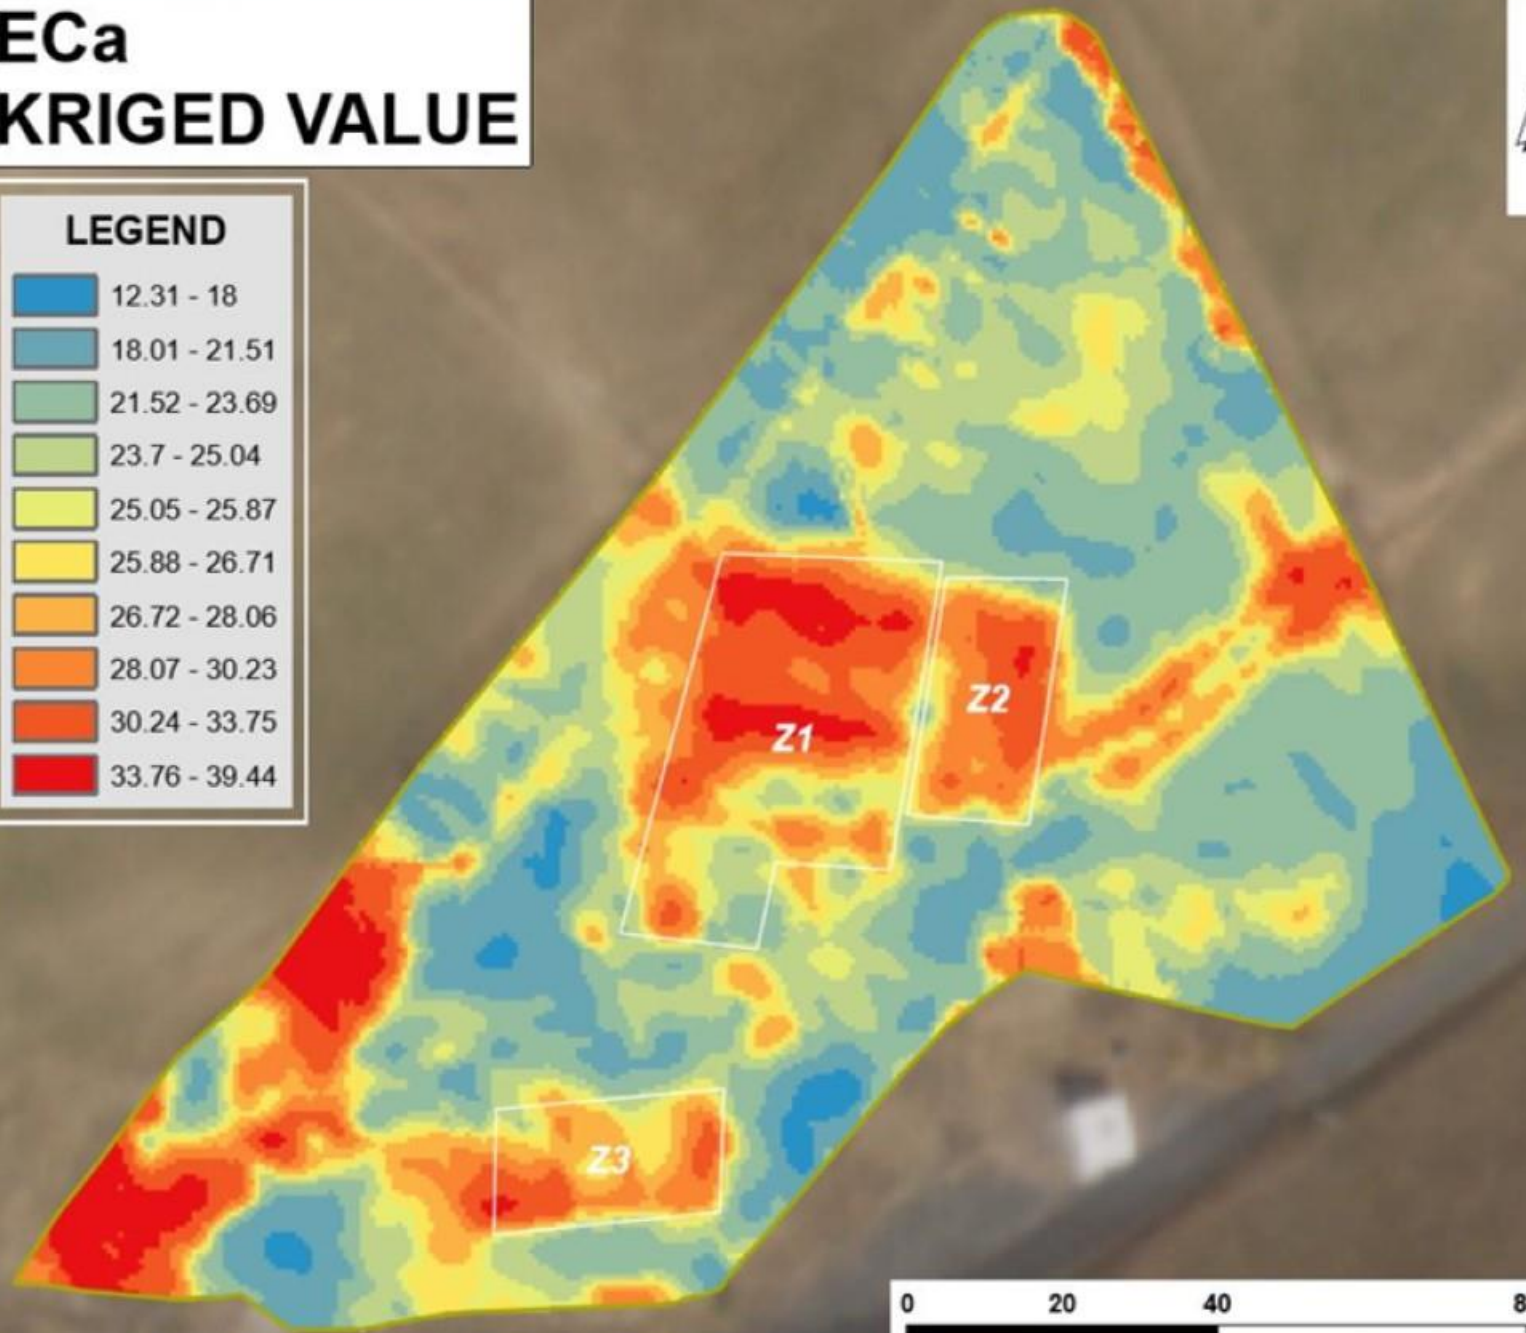 ECa
KRIGED VALUE
LEGEND
12.31 - 18
18.01 - 21.51
21.52 - 23.69
23.7 - 25.04
25.05 - 25.87
25.88 - 26.71
26.72 - 28.06
28.07 - 30.23
30.24 - 33.75
33.76 - 39.44
Z1
Z2
Z3
0 20 40